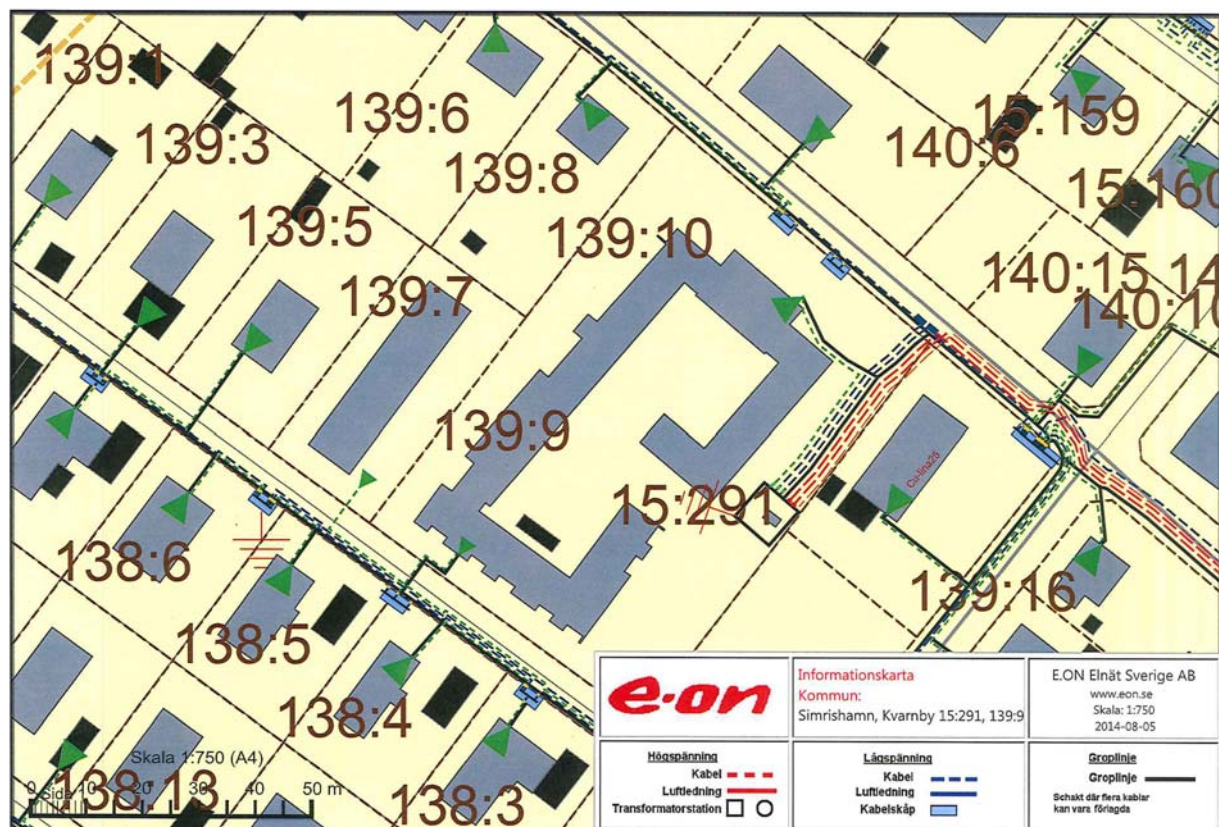 139:1
139:3
139:6
139:8
140:6
15:159
15:160
139:5
139:10
139:7
140:15
140:10
139:9
15:291
Cu-lina25
138:6
139:16
138:5
138:4
138:13
138:3
Skala 1:750 (A4)
0 10 20 30 40 50 m
Sida
e·on
Informationskarta
Kommun:
Simrishamn, Kvarnby 15:291, 139:9
E.ON Elnät Sverige AB
www.eon.se
Skala: 1:750
2014-08-05
Högspänning
Kabel
Luftledning
Transformatorstation
Lågspänning
Kabel
Luftledning
Kabelskåp
Groplinje
Groplinje
Schakt där flera kablar
kan vara förlagda